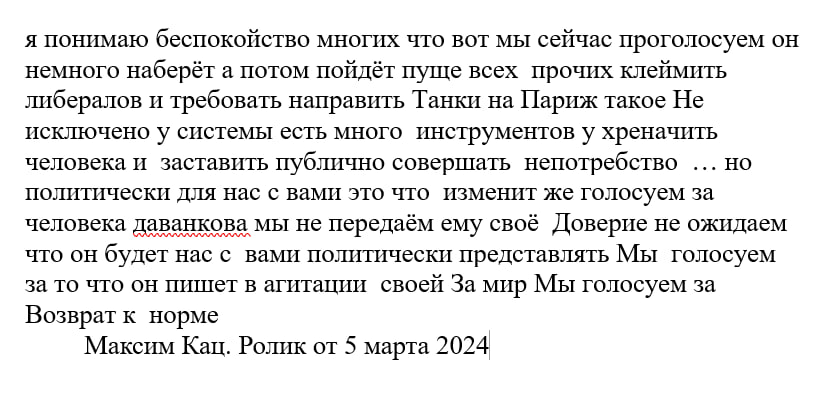 я понимаю беспокойство многих что вот мы сейчас проголосуем он
немного наберёт а потом пойдёт пуще всех прочих клеймить
либералов и требовать направить Танки на Париж такое Не
исключено у системы есть много инструментов у хреначить
человека и заставить публично совершать непотребство … но
политически для нас с вами это что изменит же голосуем за
человека даванкова мы не передаём ему своё Доверие не ожидаем
что он будет нас с вами политически представлять Мы голосуем
за то что он пишет в агитации своей За мир Мы голосуем за
Возврат к норме
Максим Кац. Ролик от 5 марта 2024